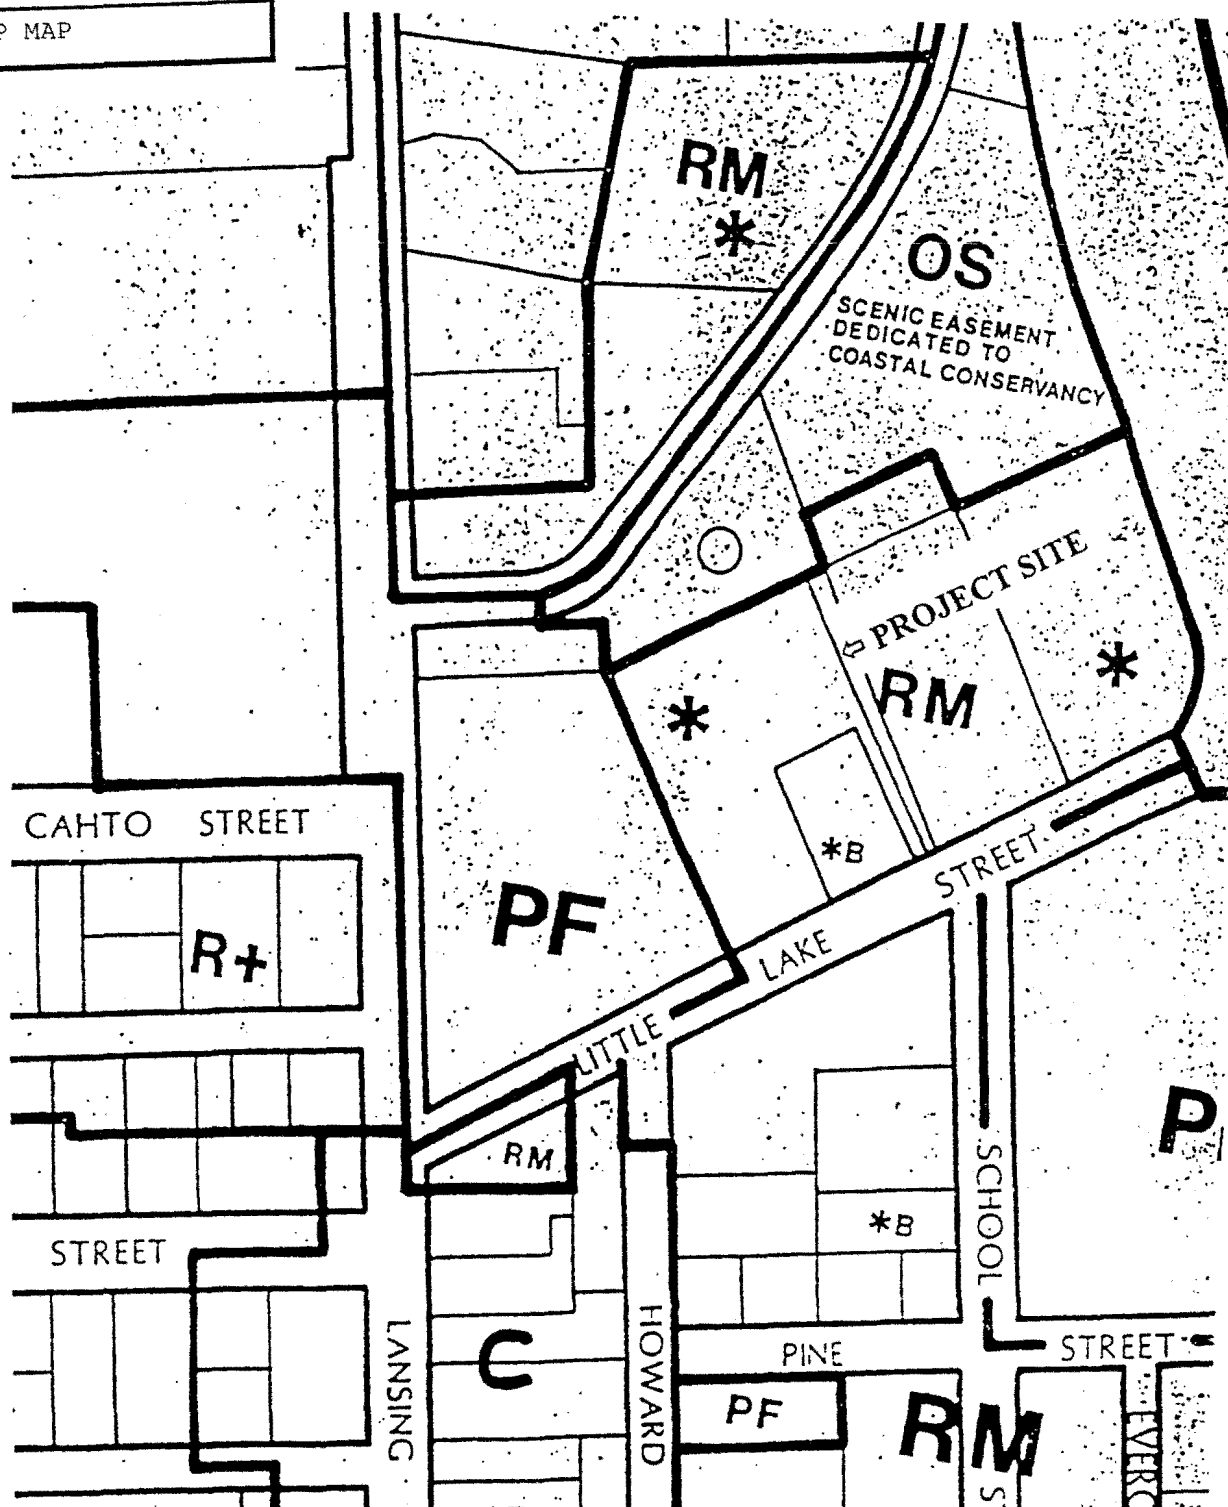 P MAP
RM
*
OS
SCENIC EASEMENT
DEDICATED TO
COASTAL CONSERVANCY
PROJECT SITE
*
RM
*
*B
CAHTO STREET
R+
PF
LITTLE LAKE STREET
RM
P
SCHOOL
*B
STREET
LANSING
C
HOWARD
PINE STREET
PF
RM
S